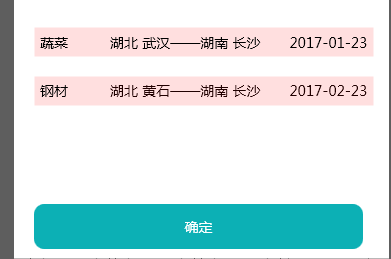 蔬菜 湖北 武汉——湖南 长沙 2017-01-23
钢材 湖北 黄石——湖南 长沙 2017-02-23
确定